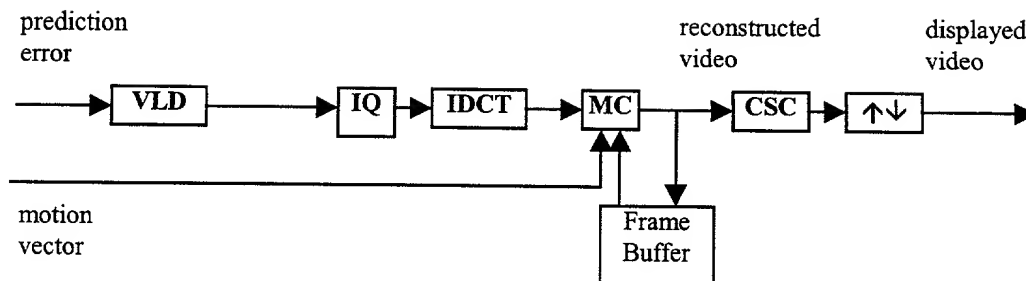 prediction
error
reconstructed
video
displayed
video
VLD
IQ
IDCT
MC
CSC
↑↓
motion
vector
Frame
Buffer